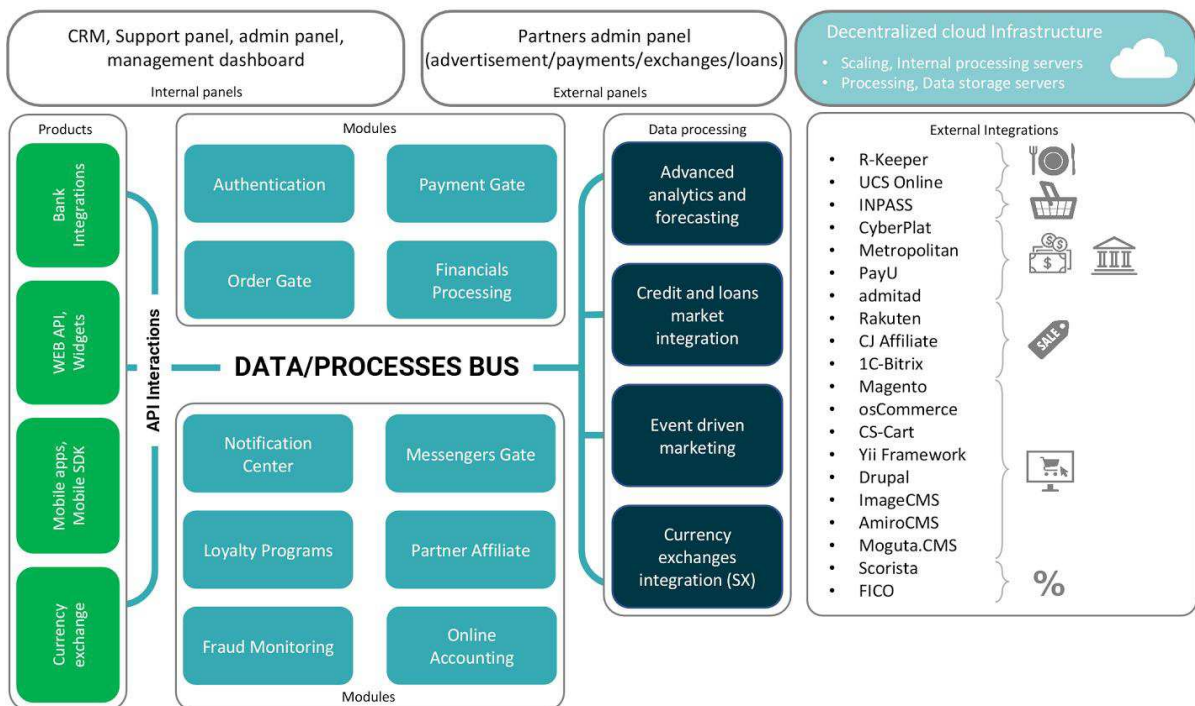 CRM, Support panel, admin panel,
management dashboard
Internal panels
Partners admin panel
(advertisement/payments/exchanges/loans)
External panels
Decentralized cloud Infrastructure
• Scaling, Internal processing servers
• Processing, Data storage servers
Products
Bank
Integrations
WEB API,
Widgets
Mobile apps,
Mobile SDK
Currency
exchange
API Interactions
Modules
Authentication
Payment Gate
Order Gate
Financials
Processing
DATA/PROCESSES BUS
Notification
Center
Messengers Gate
Loyalty Programs
Partner Affiliate
Fraud Monitoring
Online
Accounting
Modules
Data processing
Advanced
analytics and
forecasting
Credit and loans
market
integration
Event driven
marketing
Currency
exchanges
integration (SX)
External Integrations
• R-Keeper
• UCS Online
• INPASS
• CyberPlat
• Metropolitan
• PayU
• admitad
• Rakuten
• CJ Affiliate
• 1C-Bitrix
• Magento
• osCommerce
• CS-Cart
• Yii Framework
• Drupal
• ImageCMS
• AmiroCMS
• Moguta.CMS
• Scorista
• FICO
$ $
$
SALE
%